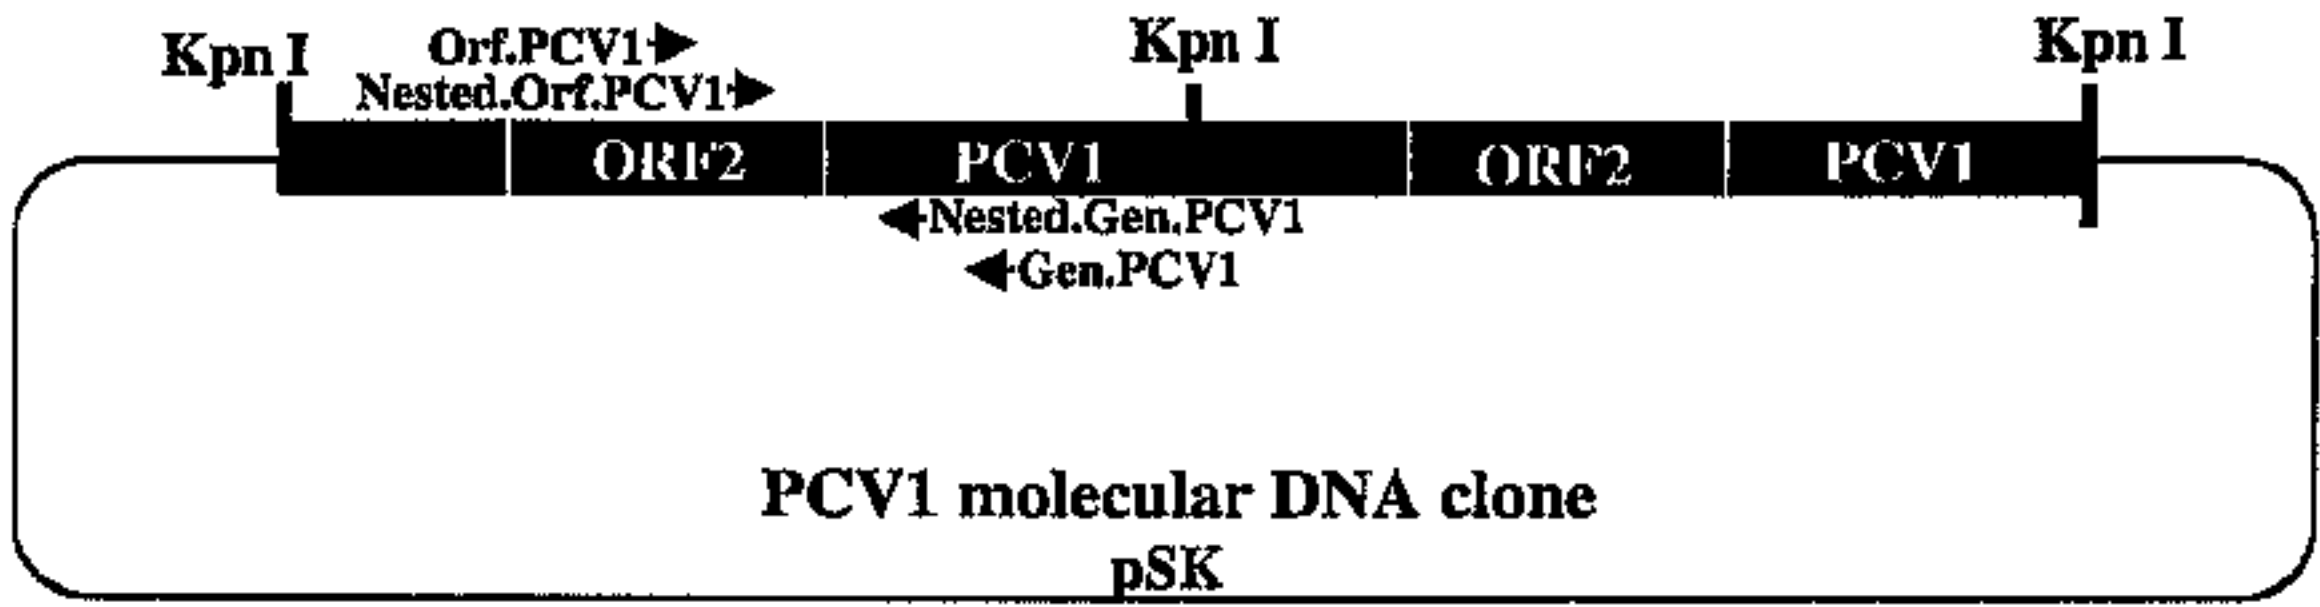 Kpn I
Orf.PCV1
Kpn I
Kpn I
Nested.Orf.PCV1
ORF2
PCV1
ORF2
PCV1
Nested.Gen.PCV1
Gen.PCV1
PCV1 molecular DNA clone
pSK